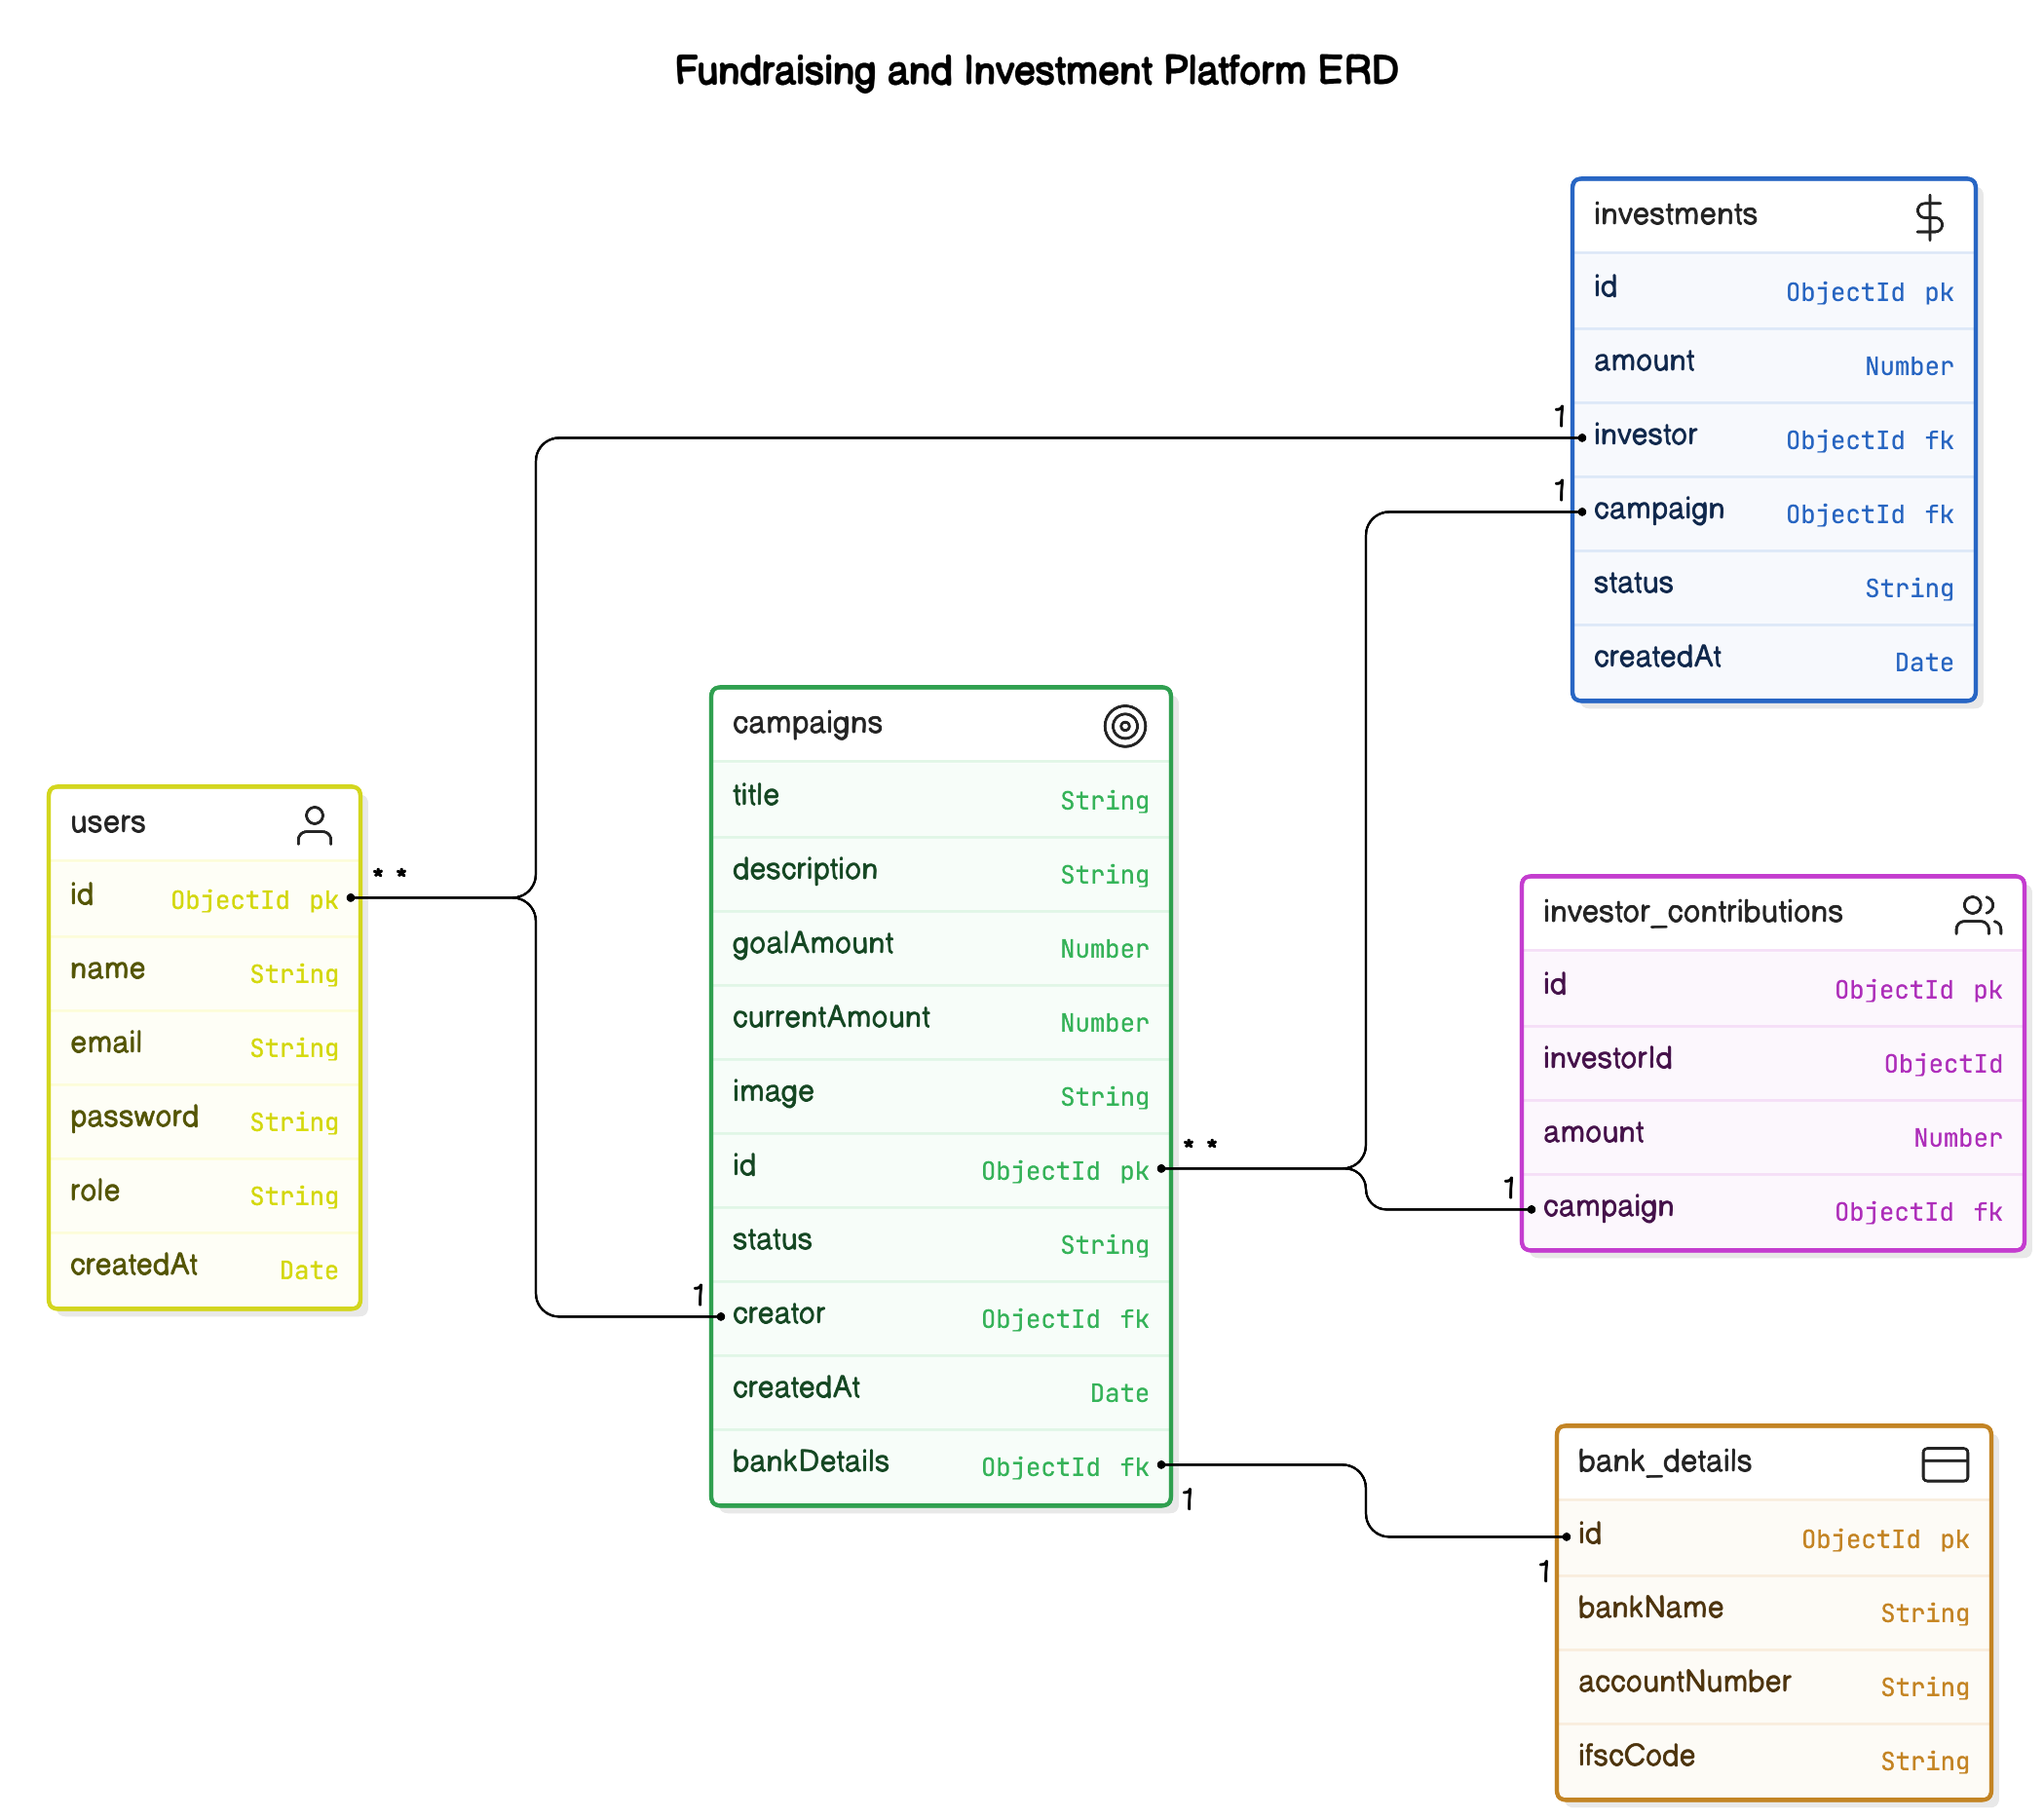 Fundraising and Investment Platform ERD
users
id ObjectId pk
* *
name String
email String
password String
role String
createdAt Date
campaigns
title String
description String
goalAmount Number
currentAmount Number
image String
id ObjectId pk
* *
status String
1
creator ObjectId fk
createdAt Date
bankDetails ObjectId fk
1
investments
id ObjectId pk
amount Number
1
investor ObjectId fk
1
campaign ObjectId fk
status String
createdAt Date
investor_contributions
id ObjectId pk
investorId ObjectId
amount Number
1
campaign ObjectId fk
bank_details
id ObjectId pk
1
bankName String
accountNumber String
ifscCode String